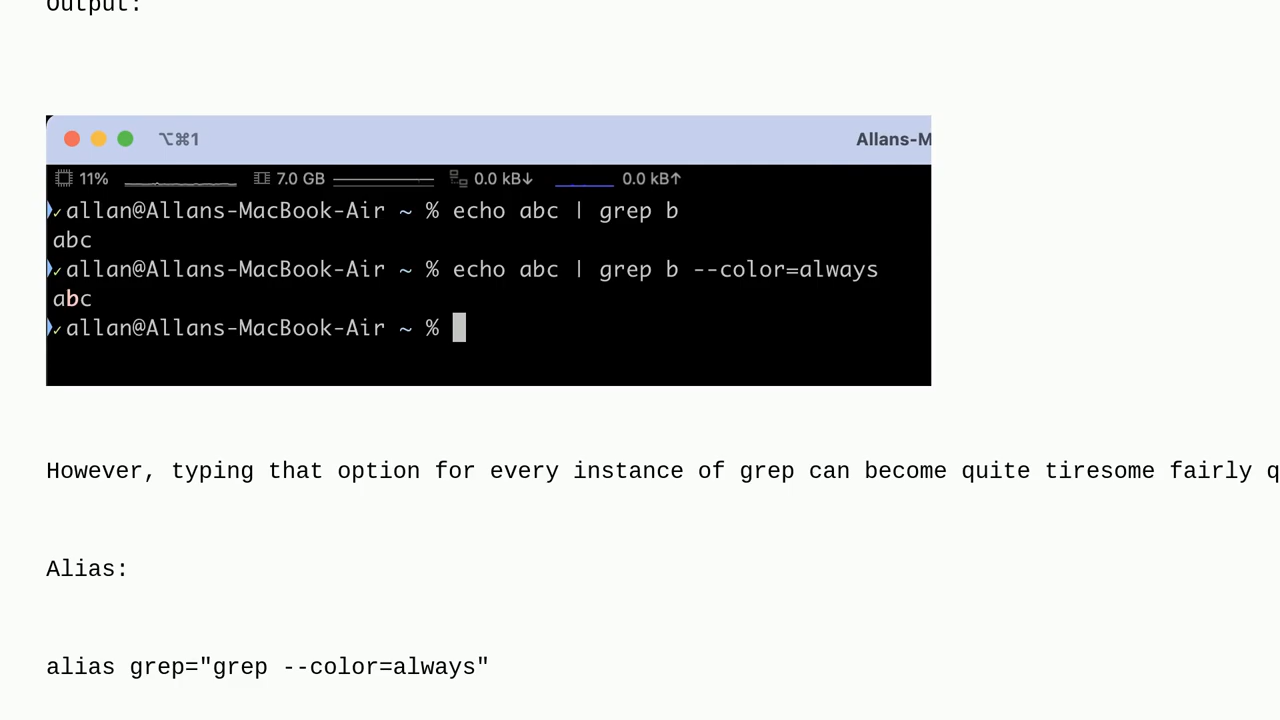 Output:
⌥⌘1
Allans-M
11% 7.0 GB 0.0 kB↓ 0.0 kB↑
allan@Allans-MacBook-Air ~ % echo abc | grep b
abc
allan@Allans-MacBook-Air ~ % echo abc | grep b --color=always
abc
allan@Allans-MacBook-Air ~ %
However, typing that option for every instance of grep can become quite tiresome fairly q
Alias:
alias grep="grep --color=always"